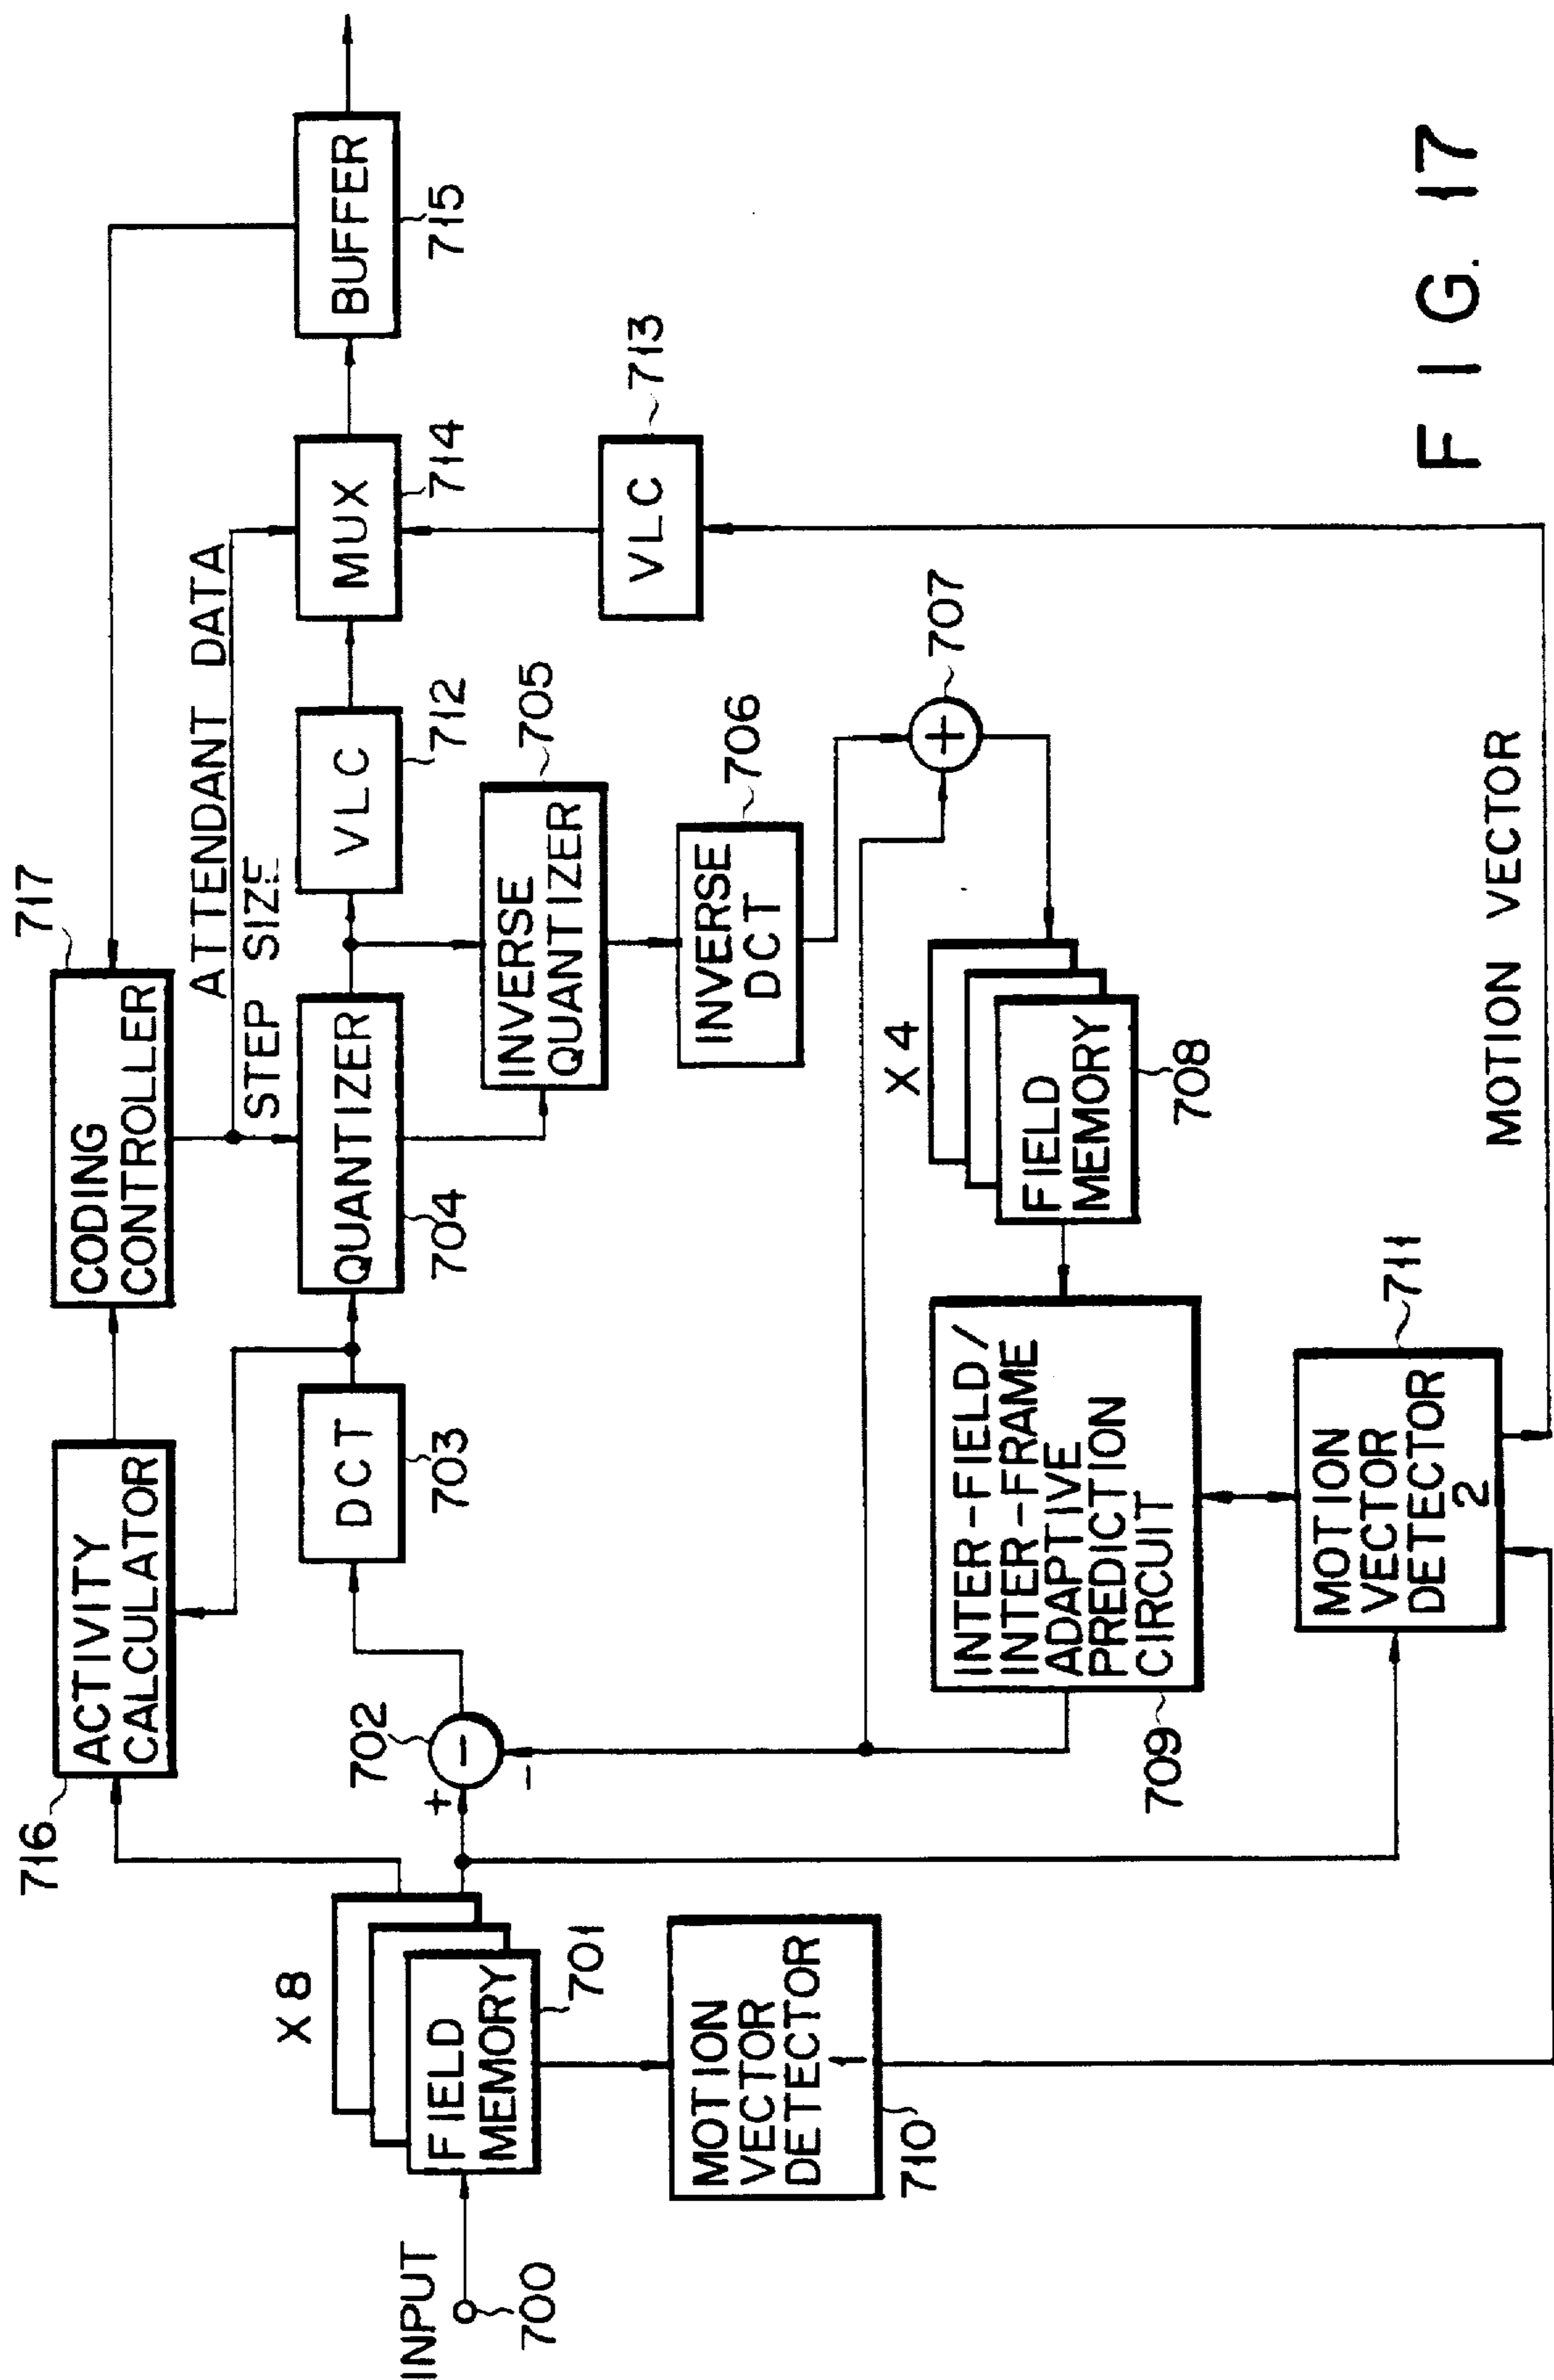 716
ACTIVITY
CALCULATOR
717
CODING
CONTROLLER
ATTENDANT DATA
STEP SIZE
INPUT
700
X 8
FIELD
MEMORY
701
+
-
-
702
DCT
703
QUANTIZER
704
VLC
712
MUX
714
BUFFER
715
INVERSE
QUANTIZER
705
VLC
713
INVERSE
DCT
706
+
707
MOTION
VECTOR
DETECTOR
1
710
INTER-FIELD/
INTER-FRAME
ADAPTIVE
PREDICTION
CIRCUIT
709
X 4
FIELD
MEMORY
708
MOTION
VECTOR
DETECTOR
2
711
MOTION VECTOR
FIG. 17